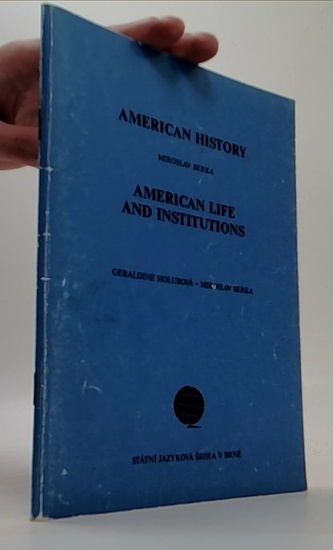 AMERICAN HISTORY
MIROSLAV BERKA
AMERICAN LIFE
AND INSTITUTIONS
GERALDINE HOLUBOVÁ – MIROSLAV BERKA
STÁTNÍ JAZYKOVÁ ŠKOLA V BRNĚ